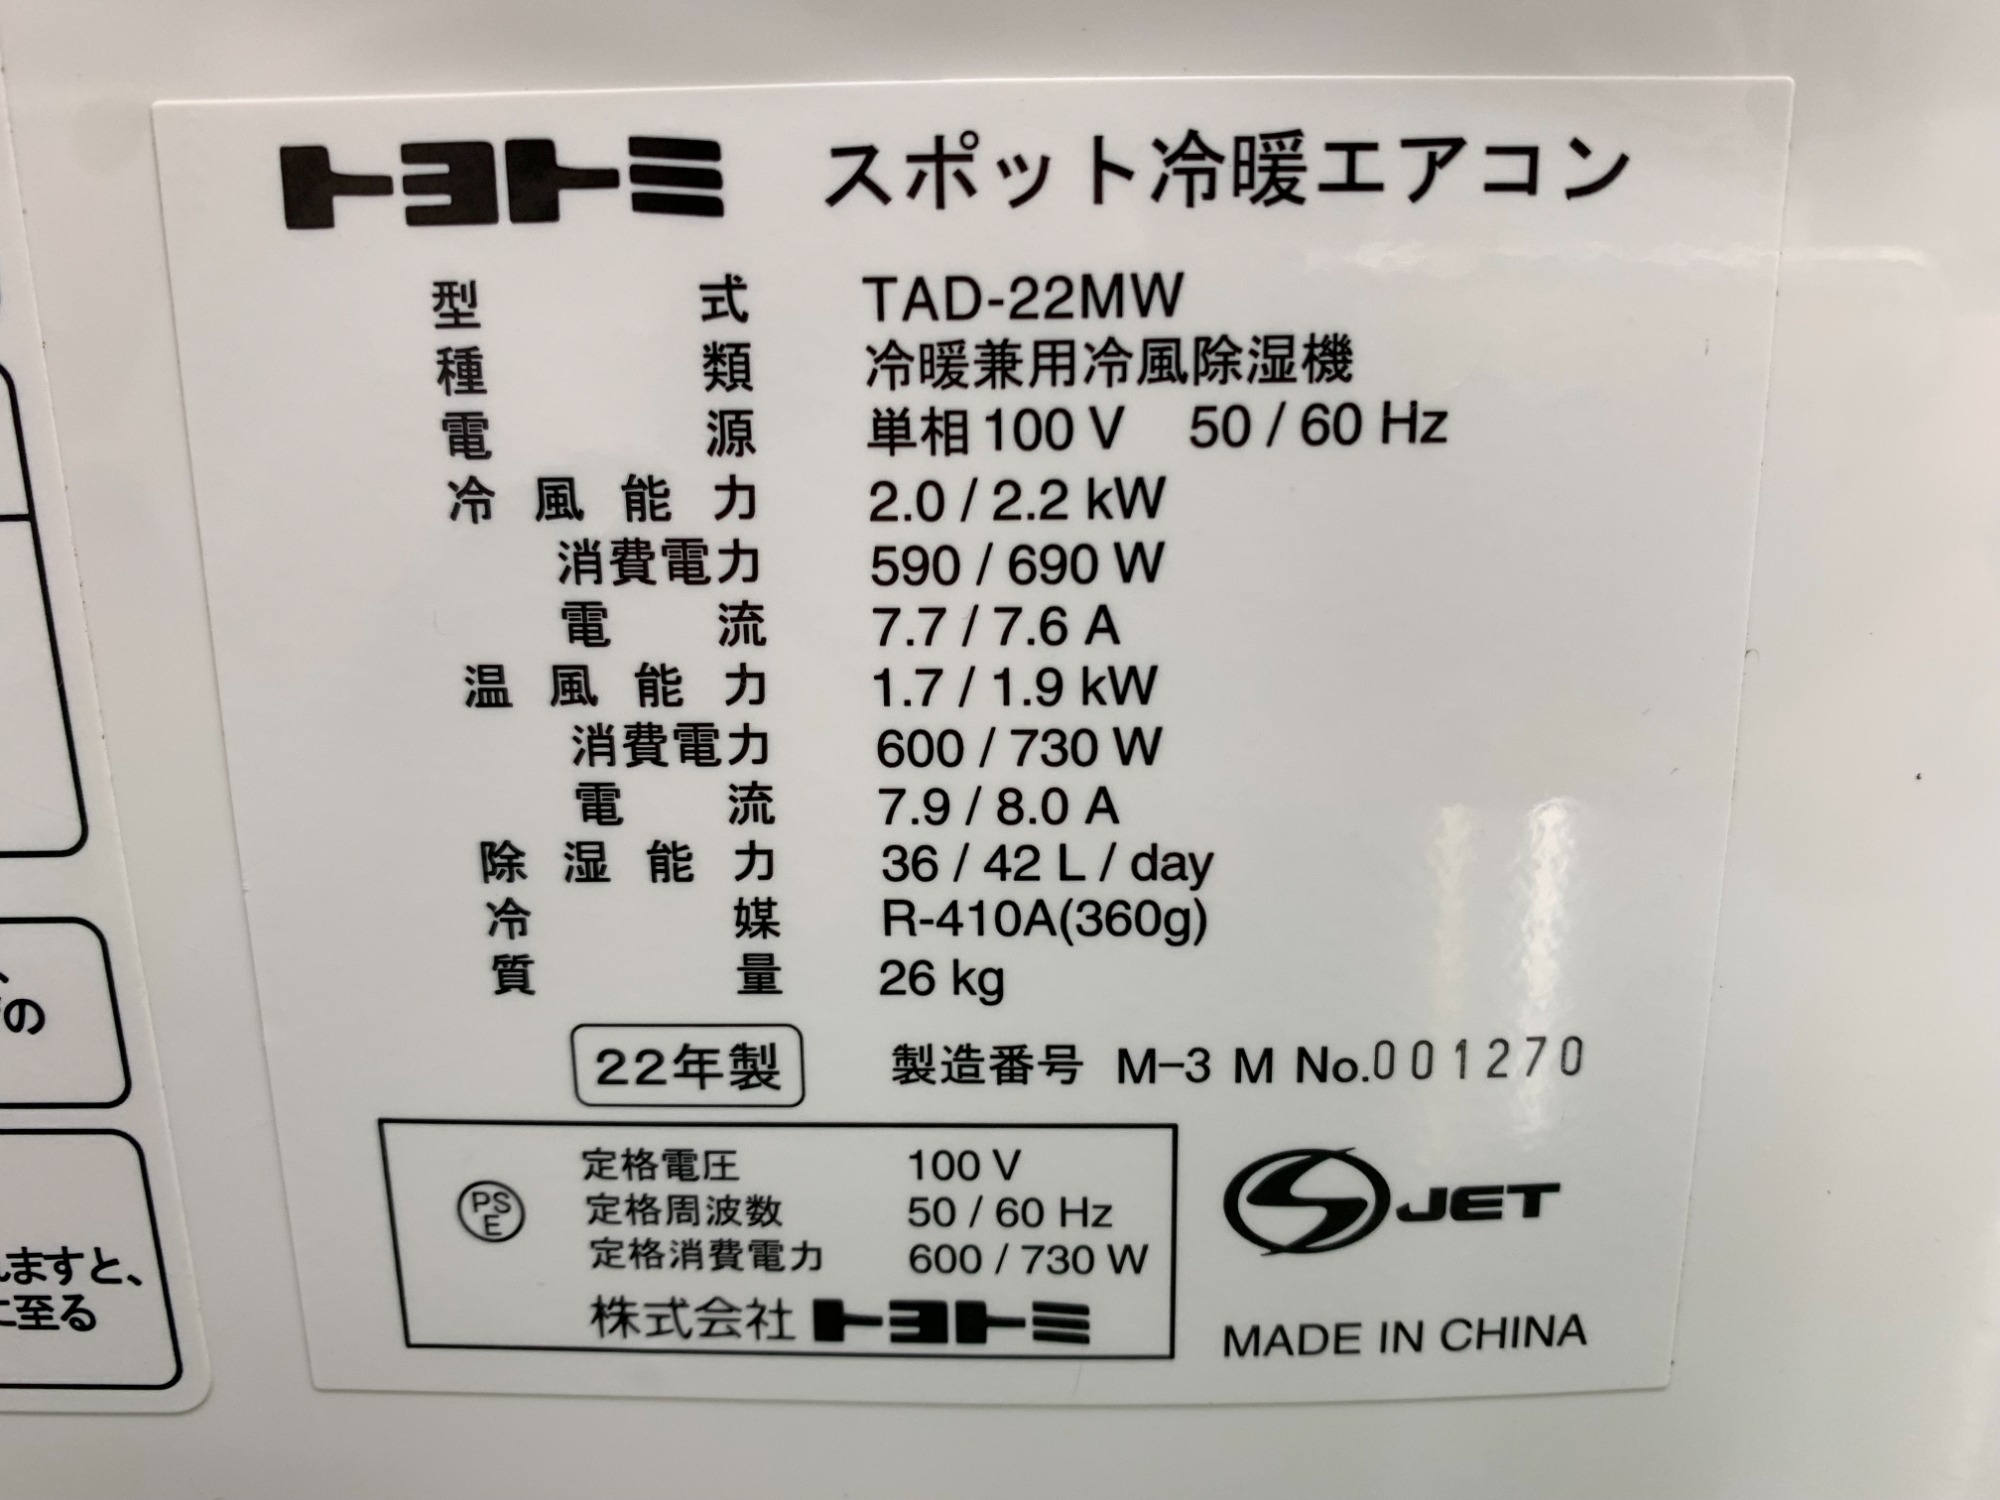 トヨトミ スポット冷暖エアコン
型式 TAD-22MW
種類 冷暖兼用冷風除湿機
電源 単相100V 50/60 Hz
冷風能力 2.0/2.2 kW
消費電力 590/690 W
電流 7.7/7.6 A
温風能力 1.7/1.9 kW
消費電力 600/730 W
電流 7.9/8.0 A
除湿能力 36/42 L/day
冷媒 R-410A(360g)
質量 26 kg
22年製 製造番号 M-3 M No.001270
PSE
定格電圧 100 V
定格周波数 50/60 Hz
定格消費電力 600/730 W
株式会社トヨトミ
S JET
MADE IN CHINA
、
の
ますと、
に至る